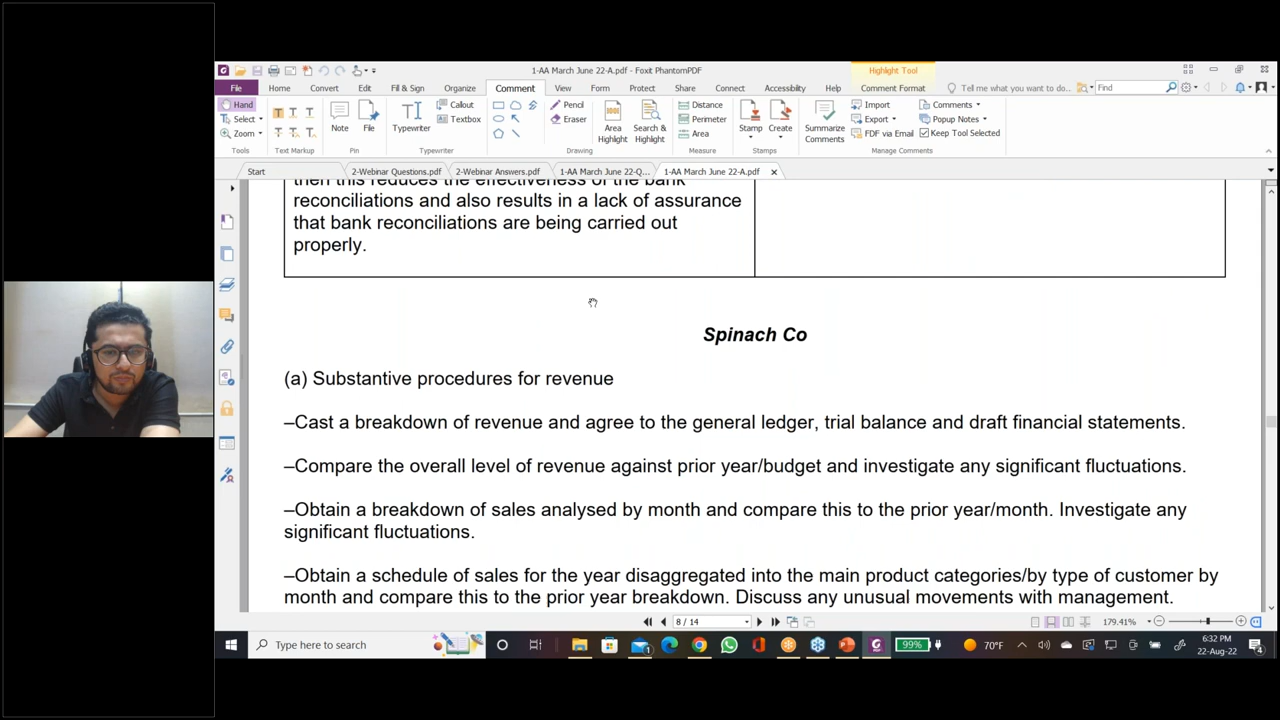 1-AA March June 22-A.pdf - Foxit PhantomPDF
Highlight Tool
File
Home
Convert
Edit
Fill & Sign
Organize
Comment
View
Form
Protect
Share
Connect
Accessibility
Help
Comment Format
Tell me what you want to do...
Find
Hand
Select
Zoom
Tools
Text Markup
Note
File
Pin
Typewriter
Callout
Textbox
Typewriter
Pencil
Eraser
Drawing
Area
Highlight
Search &
Highlight
Distance
Perimeter
Area
Measure
Stamp
Create
Stamps
Summarize
Comments
Import
Export
FDF via Email
Comments
Popup Notes
Keep Tool Selected
Manage Comments
Start
2-Webinar Questions.pdf
2-Webinar Answers.pdf
1-AA March June 22-Q...
1-AA March June 22-A.pdf
then this reduces the effectiveness of the bank
reconciliations and also results in a lack of assurance
that bank reconciliations are being carried out
properly.
Spinach Co
(a) Substantive procedures for revenue
–Cast a breakdown of revenue and agree to the general ledger, trial balance and draft financial statements.
–Compare the overall level of revenue against prior year/budget and investigate any significant fluctuations.
–Obtain a breakdown of sales analysed by month and compare this to the prior year/month. Investigate any
significant fluctuations.
–Obtain a schedule of sales for the year disaggregated into the main product categories/by type of customer by
month and compare this to the prior year breakdown. Discuss any unusual movements with management.
8 / 14
179.41%
Type here to search
99%
70°F
6:32 PM
22-Aug-22